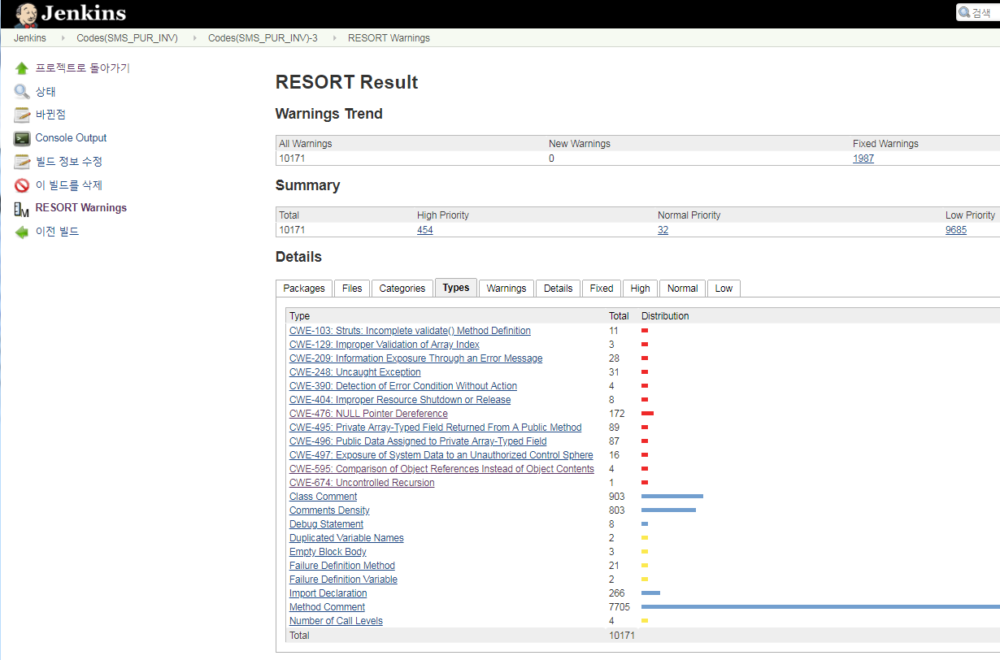 Jenkins
검색
Jenkins Codes(SMS_PUR_INV) Codes(SMS_PUR_INV)-3 RESORT Warnings
프로젝트로 돌아가기
상태
바뀐점
Console Output
빌드 정보 수정
이 빌드를 삭제
RESORT Warnings
이전 빌드
RESORT Result
Warnings Trend
All Warnings New Warnings Fixed Warnings
10171 0 1987
Summary
Total High Priority Normal Priority Low Priority
10171 454 32 9685
Details
Packages Files Categories Types Warnings Details Fixed High Normal Low
Type Total Distribution
CWE-103: Struts: Incomplete validate() Method Definition 11
CWE-129: Improper Validation of Array Index 3
CWE-209: Information Exposure Through an Error Message 28
CWE-248: Uncaught Exception 31
CWE-390: Detection of Error Condition Without Action 4
CWE-404: Improper Resource Shutdown or Release 8
CWE-476: NULL Pointer Dereference 172
CWE-495: Private Array-Typed Field Returned From A Public Method 89
CWE-496: Public Data Assigned to Private Array-Typed Field 87
CWE-497: Exposure of System Data to an Unauthorized Control Sphere 16
CWE-595: Comparison of Object References Instead of Object Contents 4
CWE-674: Uncontrolled Recursion 1
Class Comment 903
Comments Density 803
Debug Statement 8
Duplicated Variable Names 2
Empty Block Body 3
Failure Definition Method 21
Failure Definition Variable 2
Import Declaration 266
Method Comment 7705
Number of Call Levels 4
Total 10171